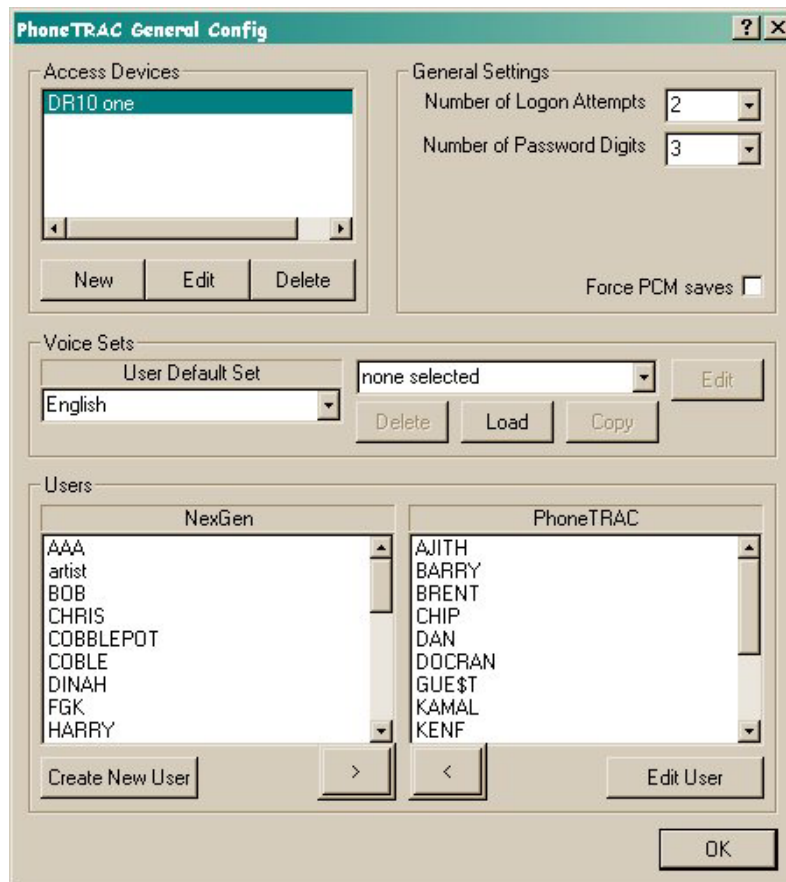 PhoneTRAC General Config
Access Devices
DR10 one
New Edit Delete
General Settings
Number of Logon Attempts 2
Number of Password Digits 3
Force PCM saves
Voice Sets
User Default Set
English
none selected
Edit
Delete Load Copy
Users
NexGen
AAA
artist
BOB
CHRIS
COBBLEPOT
COBLE
DINAH
FGK
HARRY
Create New User >
PhoneTRAC
AJITH
BARRY
BRENT
CHIP
DAN
DOCRAN
GUE$T
KAMAL
KENF
< Edit User
OK